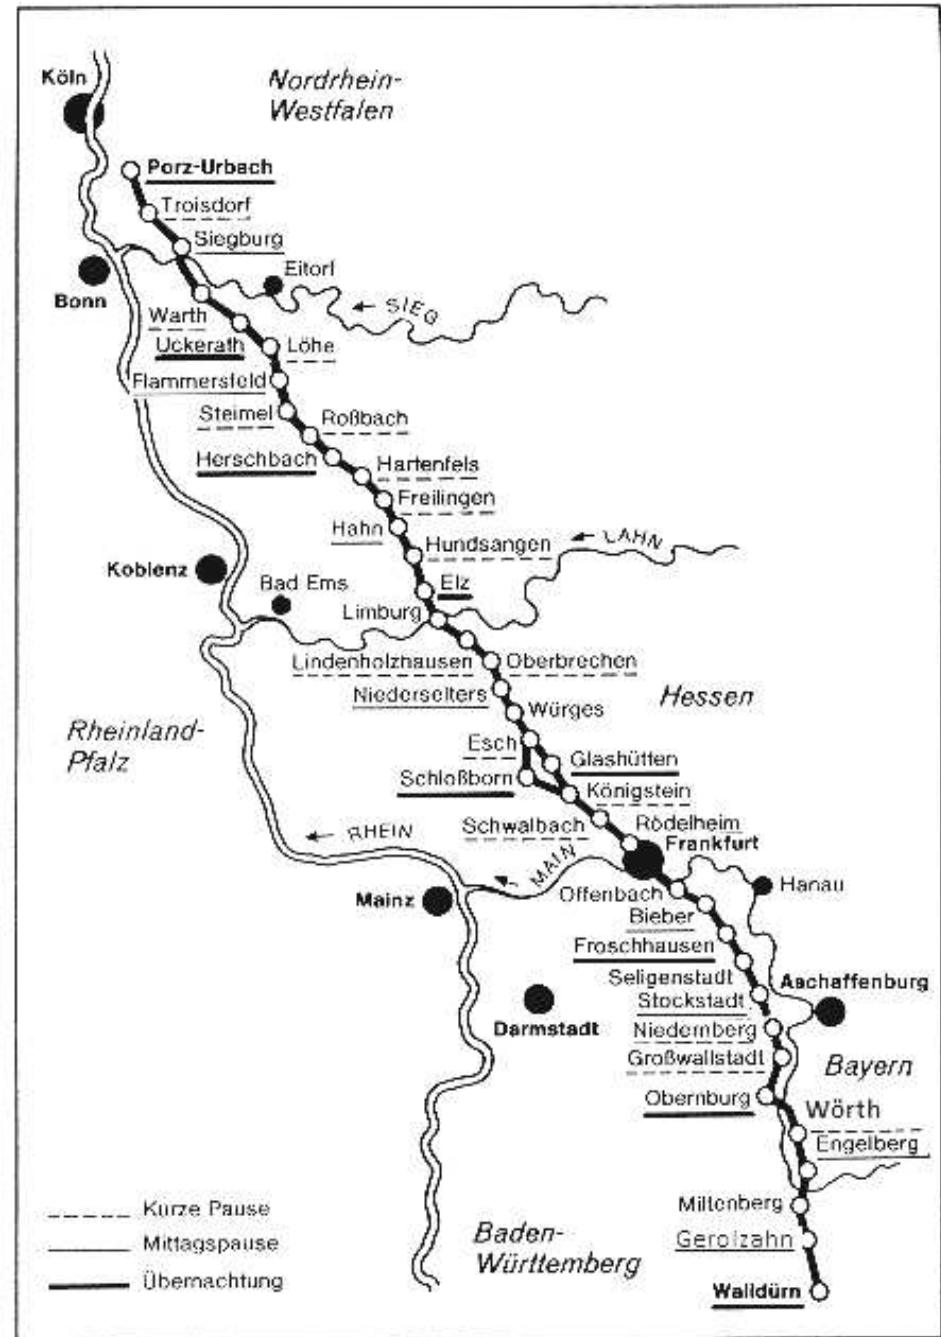 Köln
Nordrhein-
Westfalen
Porz-Urbach
Troisdorf
Siegburg
Eitorf
Bonn
SIEG
Warth
Uckerath
Löhe
Flammersfeld
Steimel
Roßbach
Herschbach
Hartenfels
Freilingen
Hahn
Hundsangen
LAHN
Koblenz
Bad Ems
Elz
Limburg
Lindenholzhausen
Oberbrechen
Niederselters
Hessen
Würges
Rheinland-
Pfalz
Esch
Glashütten
Schloßborn
Königstein
Schwalbach
Rödelheim
RHEIN
Frankfurt
MAIN
Mainz
Offenbach
Hanau
Bieber
Froschhausen
Seligenstadt
Aschaffenburg
Stockstadt
Darmstadt
Niedernberg
Großwallstadt
Bayern
Obernburg
Wörth
Engelberg
Miltenberg
Kurze Pause
Mittagspause
Übernachtung
Baden-
Württemberg
Gerolzahn
Walldürn